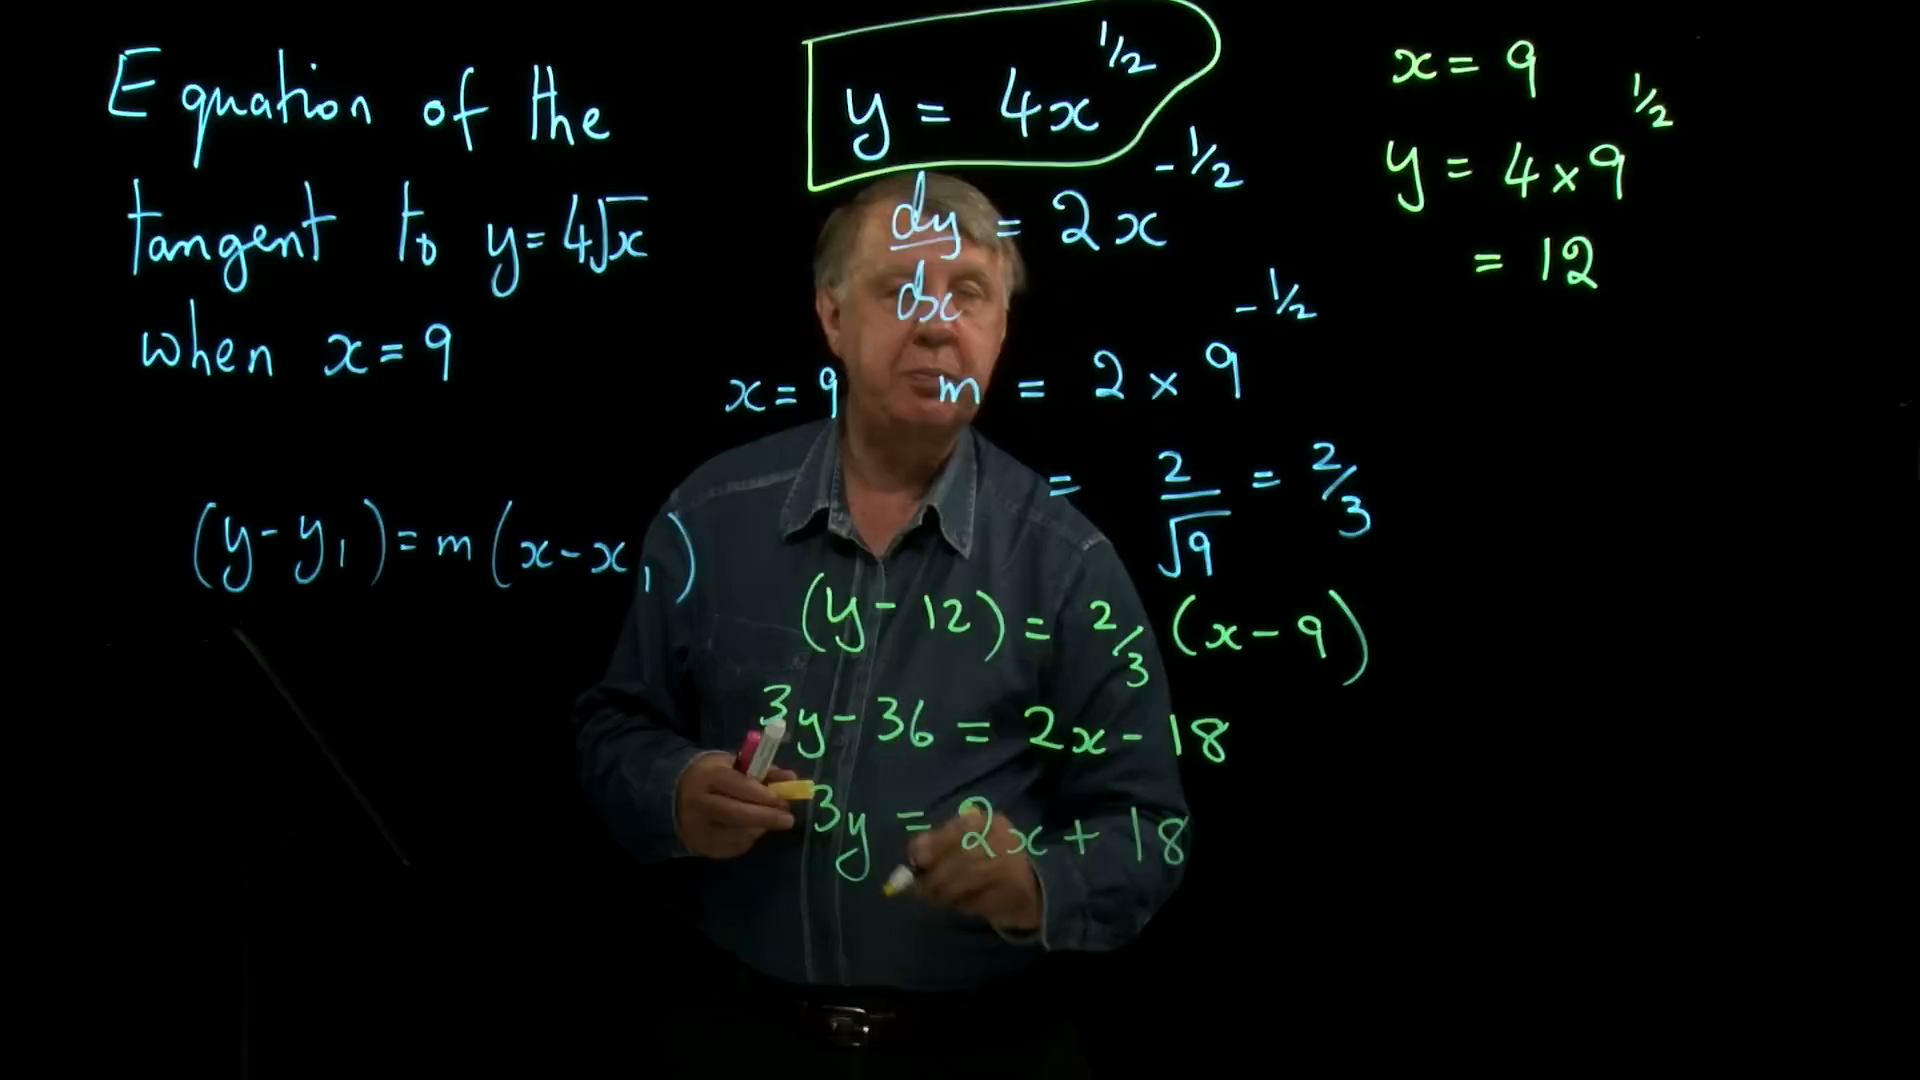 Equation of the
tangent to y=4√x
when x=9
(y-y₁)=m(x-x₁)
y = 4x^½
dy/dx = 2x^-½
x=9 m = 2 × 9^-½
= 2/√9 = 2/3
(y-12) = 2/3 (x-9)
3y-36 = 2x-18
3y = 2x+18
x=9
y = 4×9^½
= 12